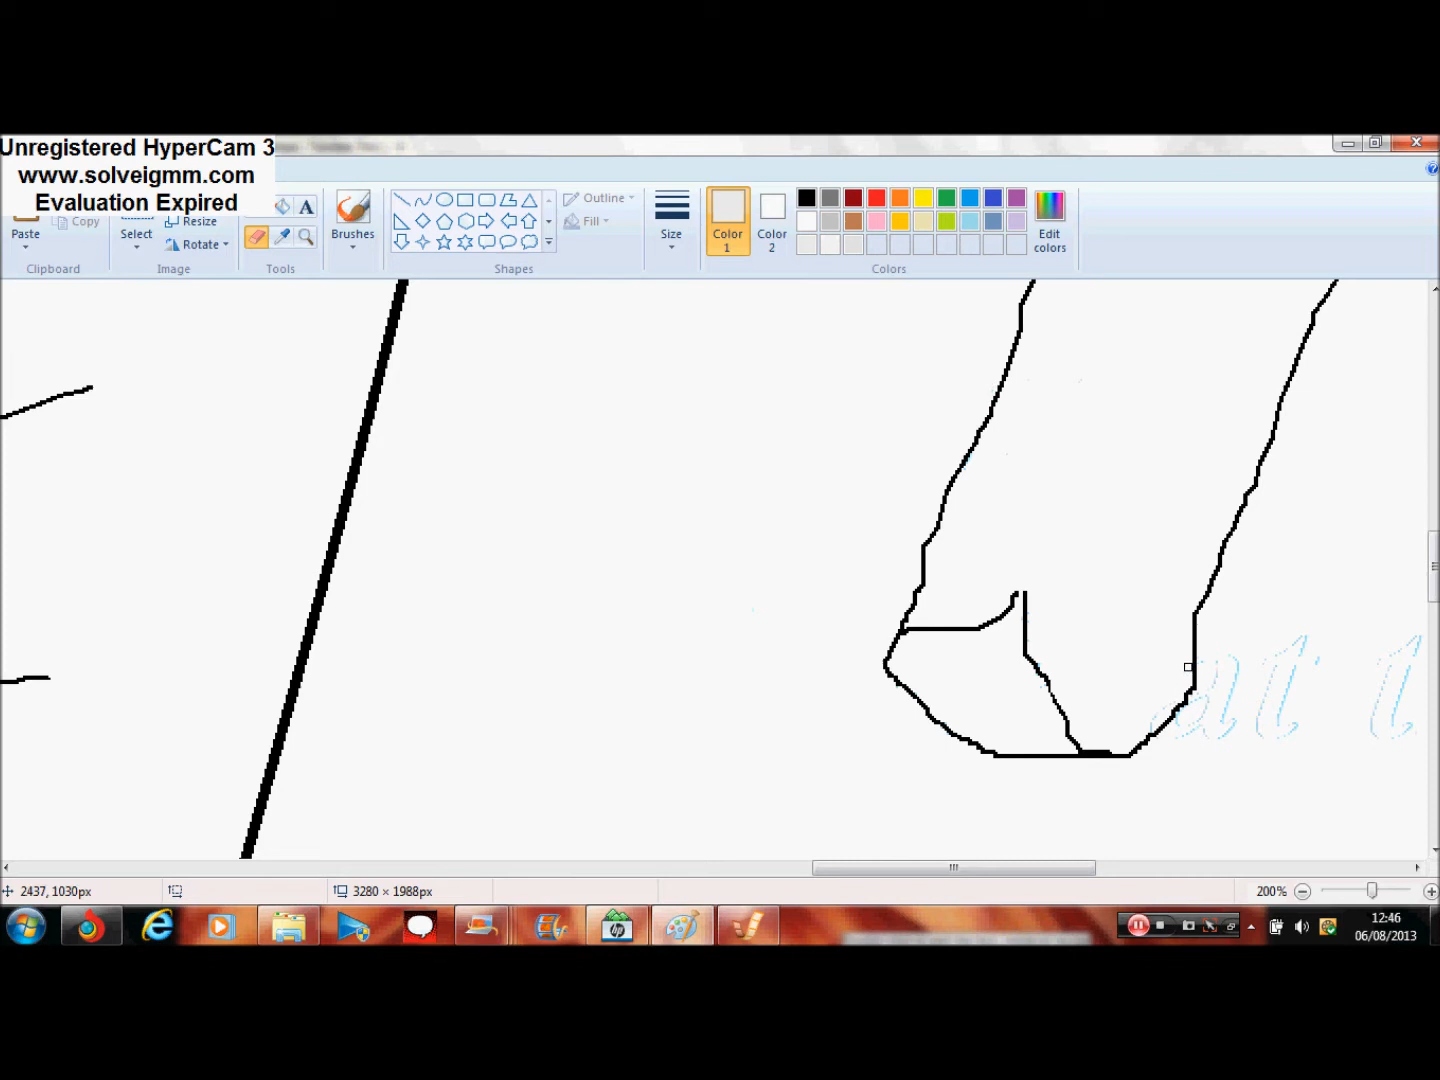 Unregistered HyperCam 3
www.solveigmm.com
Evaluation Expired
Paste
Copy
Select
Resize
Rotate
A
Brushes
Outline
Fill
Size
Color 1
Color 2
Edit colors
Clipboard
Image
Tools
Shapes
Colors
2437, 1030px
3280 × 1988px
200%
hp
12:46
06/08/2013